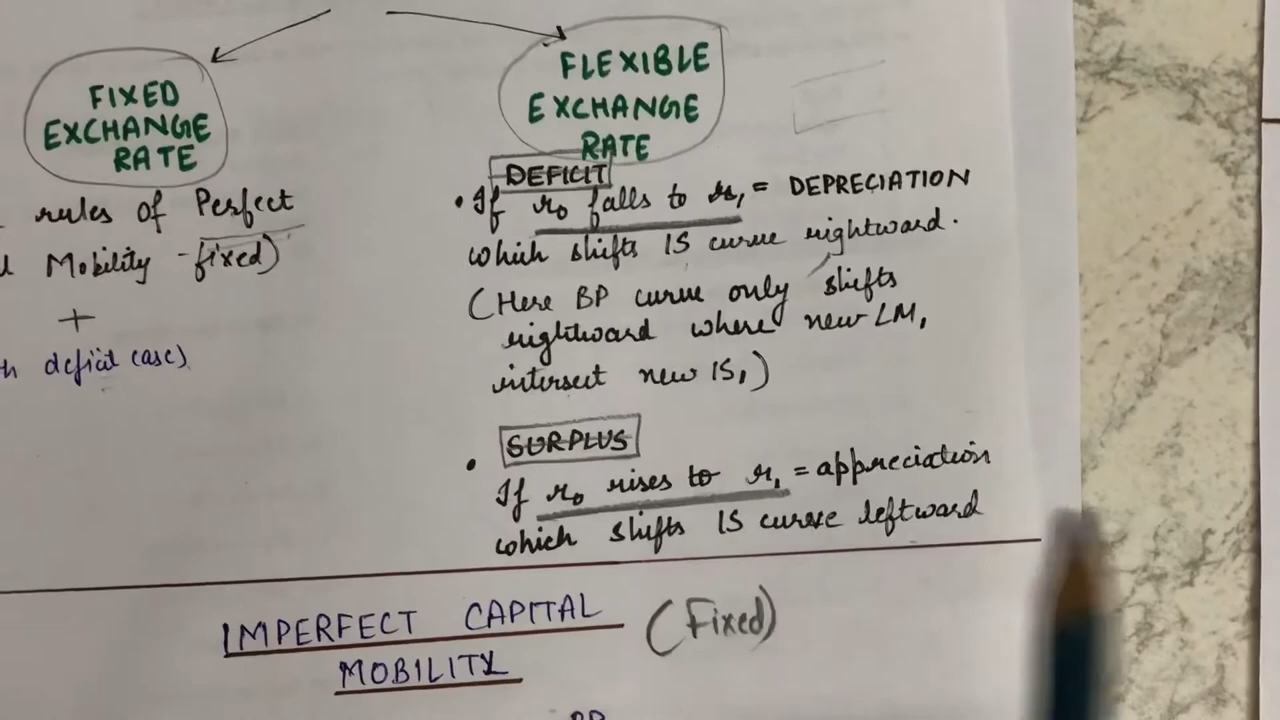 FIXED
EXCHANGE
RATE
rules of Perfect
Mobility - fixed)
+
deficit case)
FLEXIBLE
EXCHANGE
RATE
DEFICIT
• If r₀ falls to r₁ = DEPRECIATION
which shifts IS curve rightward.
(Here BP curve only shifts
rightward where new LM₁
intersect new IS₁)
SURPLUS
• If r₀ rises to r₁ = appreciation
which shifts IS curve leftward
IMPERFECT CAPITAL (Fixed)
MOBILITY
BP